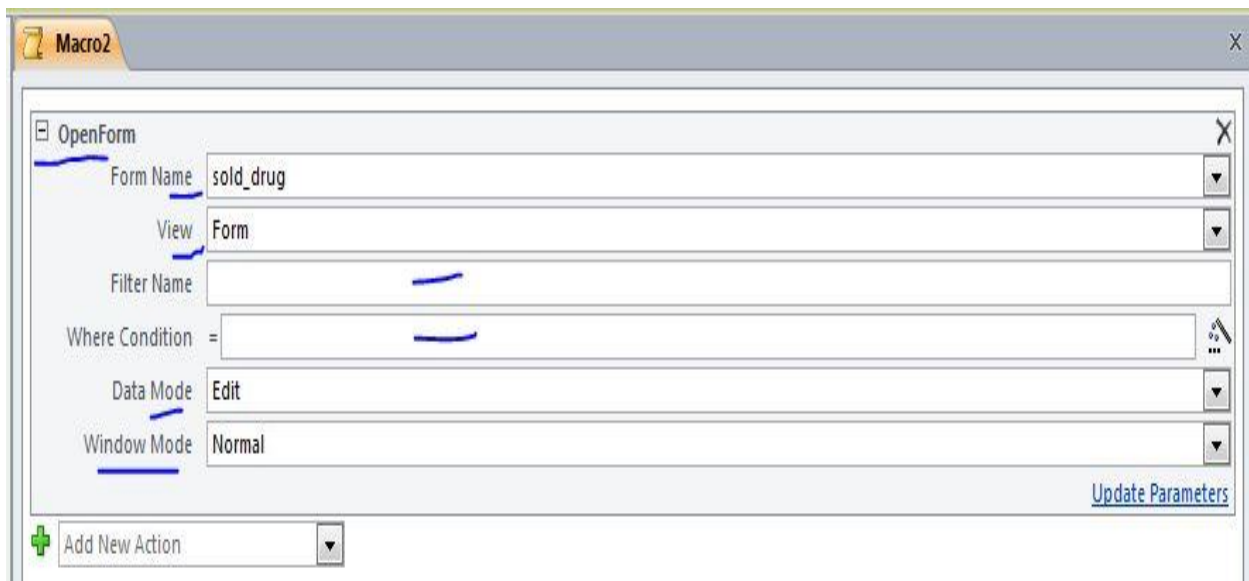 Macro2
OpenForm
Form Name sold_drug
View Form
Filter Name
Where Condition =
Data Mode Edit
Window Mode Normal
Update Parameters
Add New Action